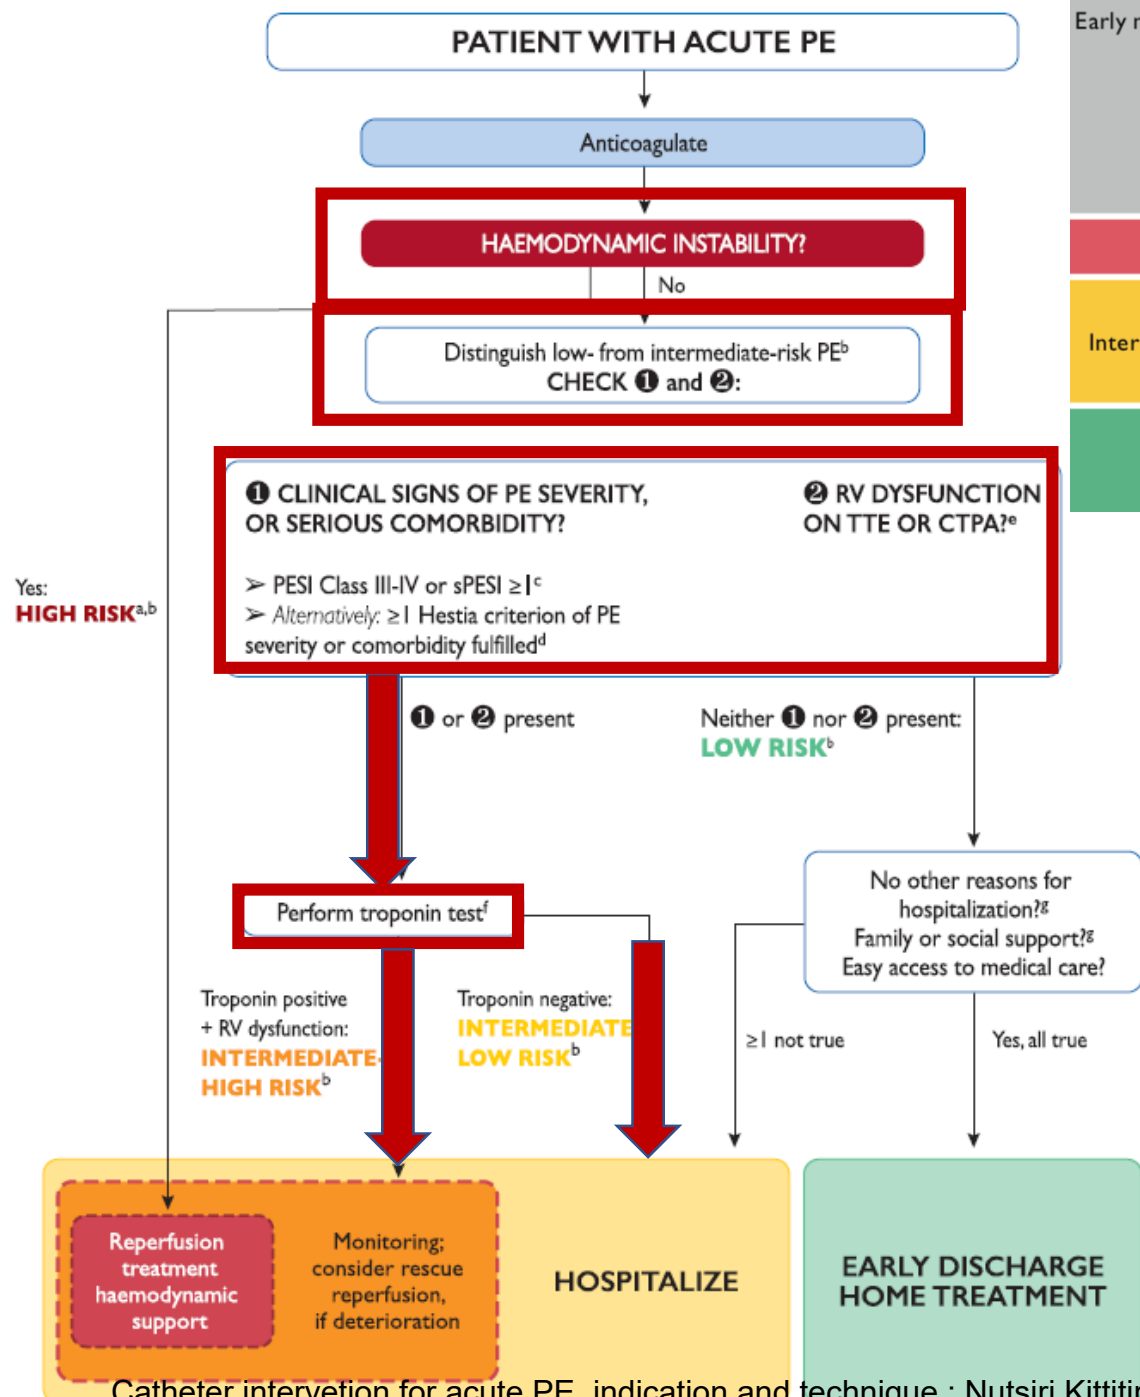 PATIENT WITH ACUTE PE
Early
Anticoagulate
HAEMODYNAMIC INSTABILITY?
No
Distinguish low- from intermediate-risk PEᵇ
CHECK ❶ and ❷:
❶ CLINICAL SIGNS OF PE SEVERITY,
OR SERIOUS COMORBIDITY?
➢ PESI Class III-IV or sPESI ≥1ᶜ
➢ Alternatively: ≥1 Hestia criterion of PE
severity or comorbidity fulfilledᵈ
❷ RV DYSFUNCTION
ON TTE OR CTPA?ᵉ
Yes:
HIGH RISKᵃ,ᵇ
❶ or ❷ present
Neither ❶ nor ❷ present:
LOW RISKᵇ
Perform troponin testᶠ
No other reasons for
hospitalization?ᵍ
Family or social support?ᵍ
Easy access to medical care?
Troponin positive
+ RV dysfunction:
INTERMEDIATE-
HIGH RISKᵇ
Troponin negative:
INTERMEDIATE
LOW RISKᵇ
≥1 not true
Yes, all true
Reperfusion
treatment
haemodynamic
support
Monitoring;
consider rescue
reperfusion,
if deterioration
HOSPITALIZE
EARLY DISCHARGE
HOME TREATMENT
Catheter intervetion for acute PE, indication and technique : Nutsiri